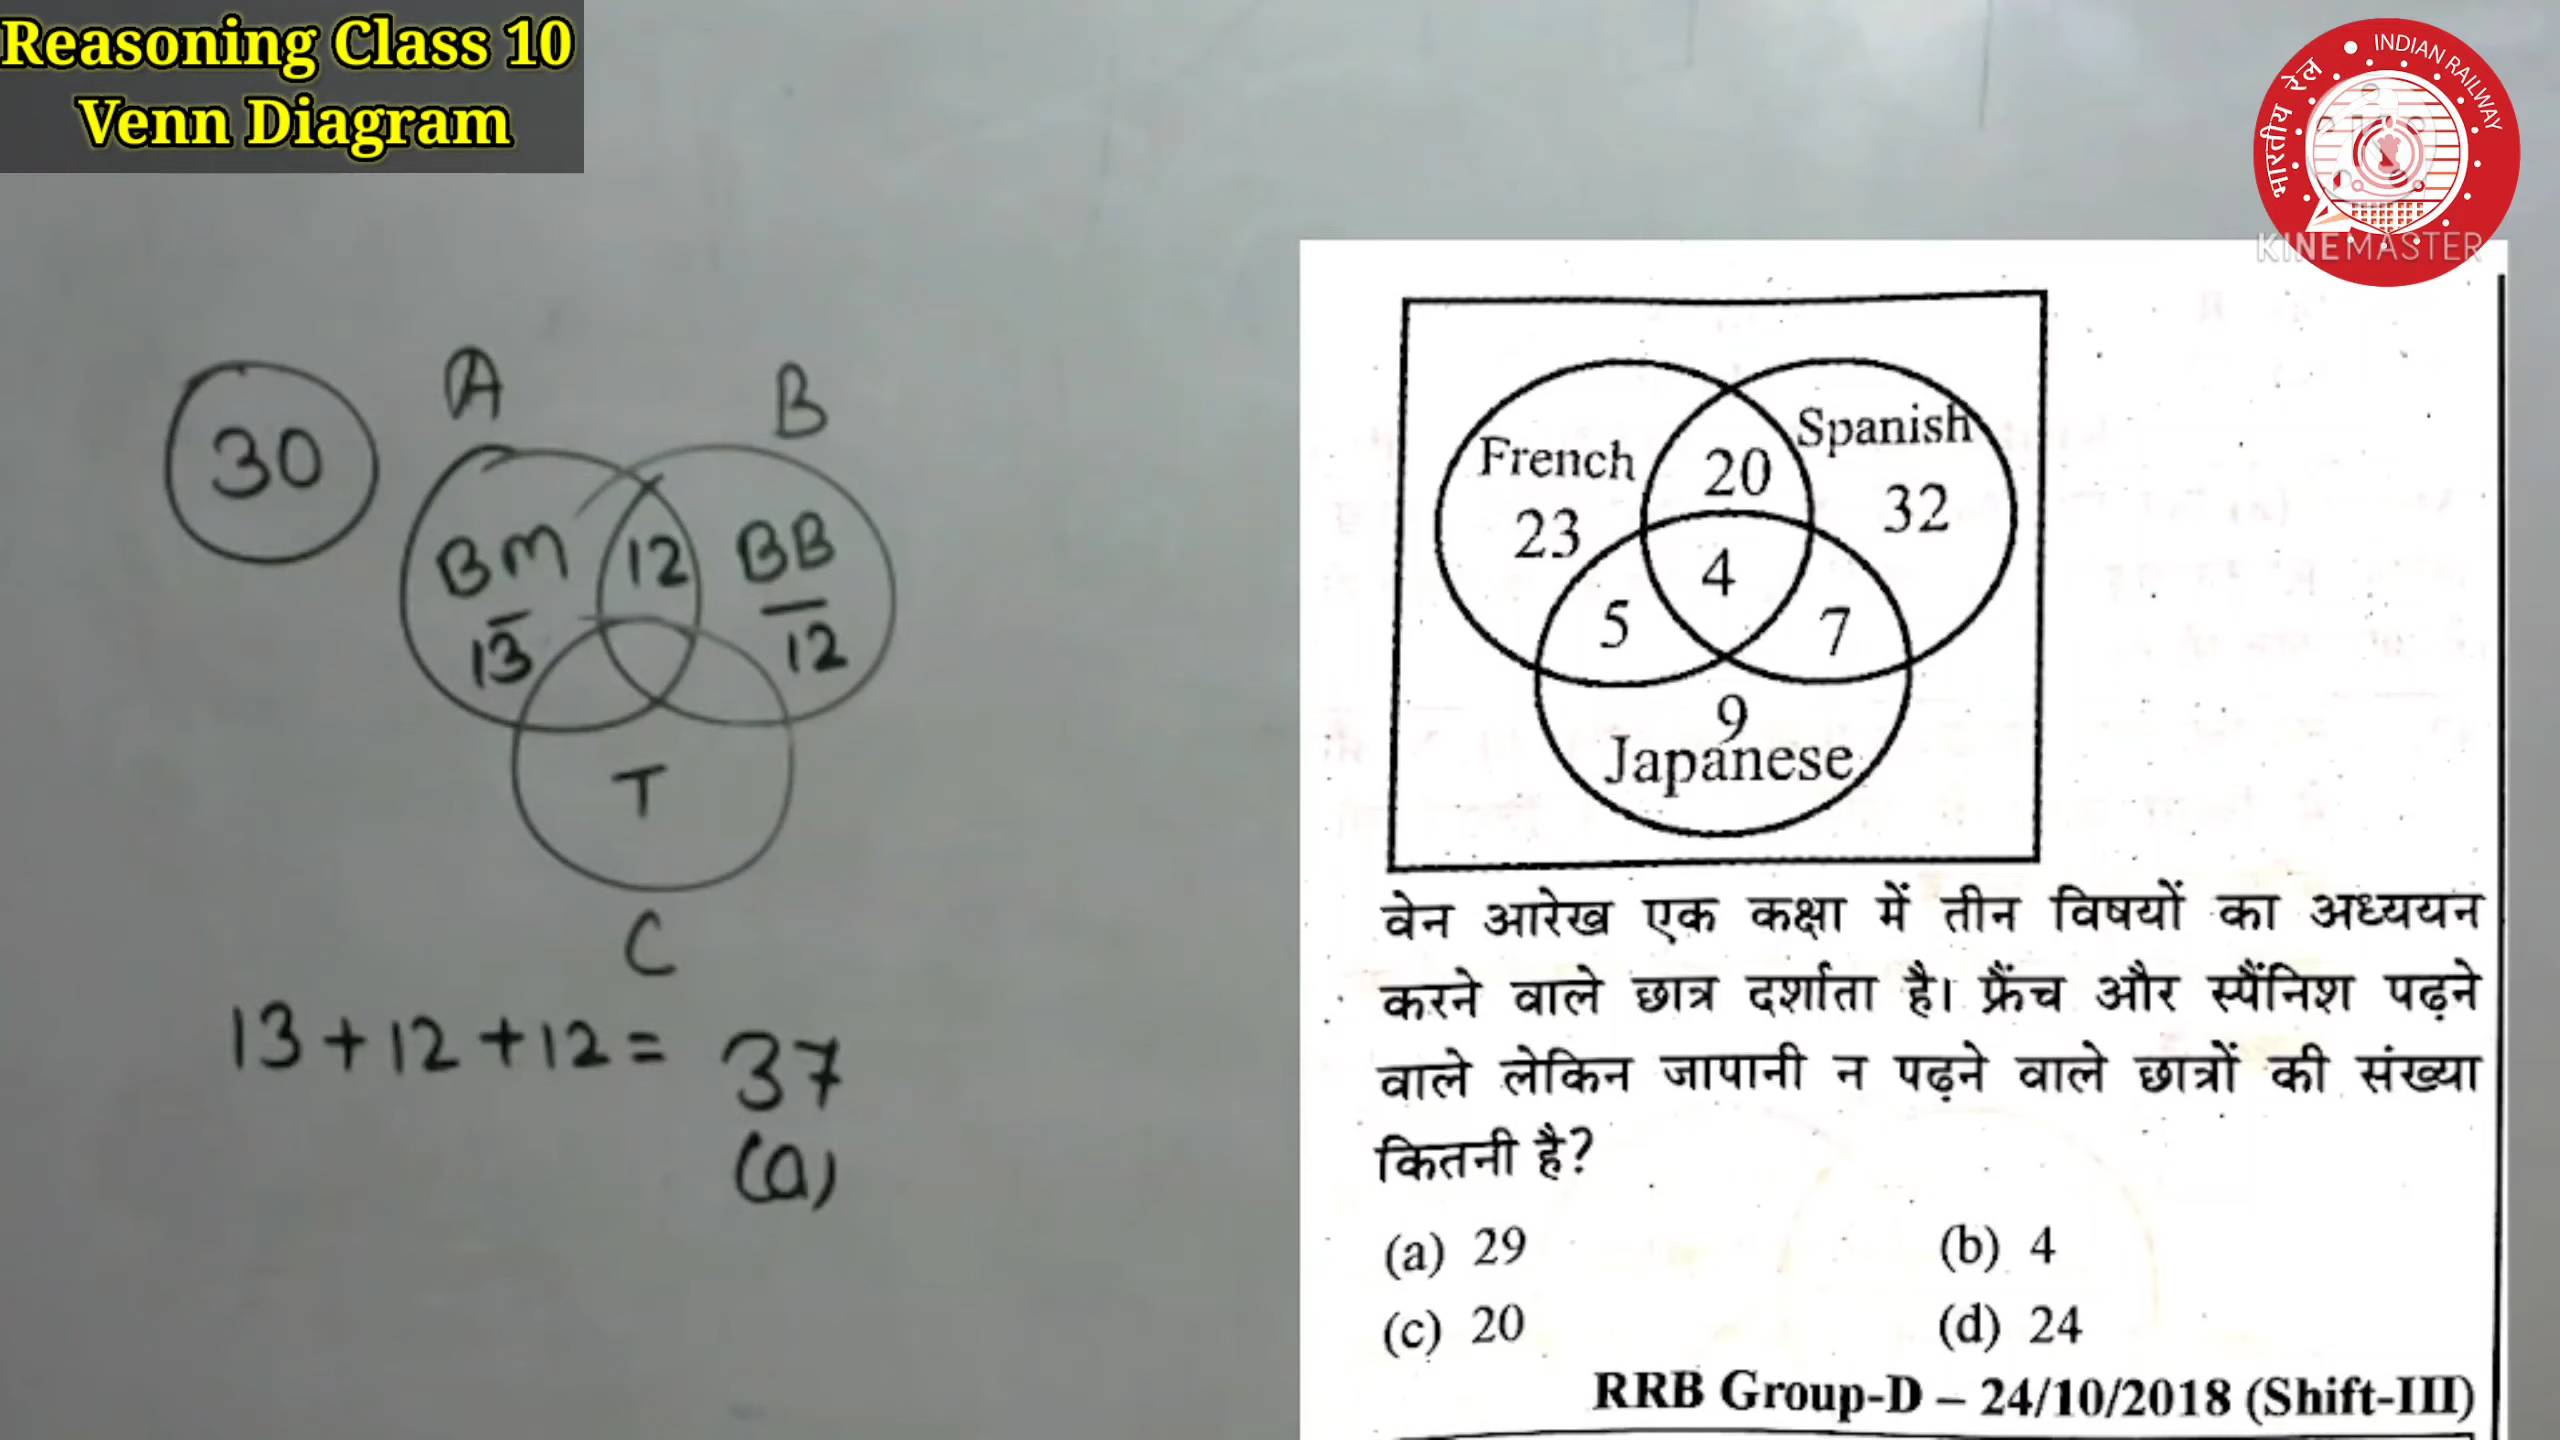 Reasoning Class 10
Venn Diagram
भारतीय रेल
INDIAN RAILWAY
KINEMASTER
30
A
B
BM
13
12
BB
12
T
C
13+12+12= 37
(a)
French
23
20
Spanish
32
4
5
7
9
Japanese
वेन आरेख एक कक्षा में तीन विषयों का अध्ययन
करने वाले छात्र दर्शाता है। फ्रैंच और स्पैंनिश पढ़ने
वाले लेकिन जापानी न पढ़ने वाले छात्रों की संख्या
कितनी है?
(a) 29 (b) 4
(c) 20 (d) 24
RRB Group-D – 24/10/2018 (Shift-III)